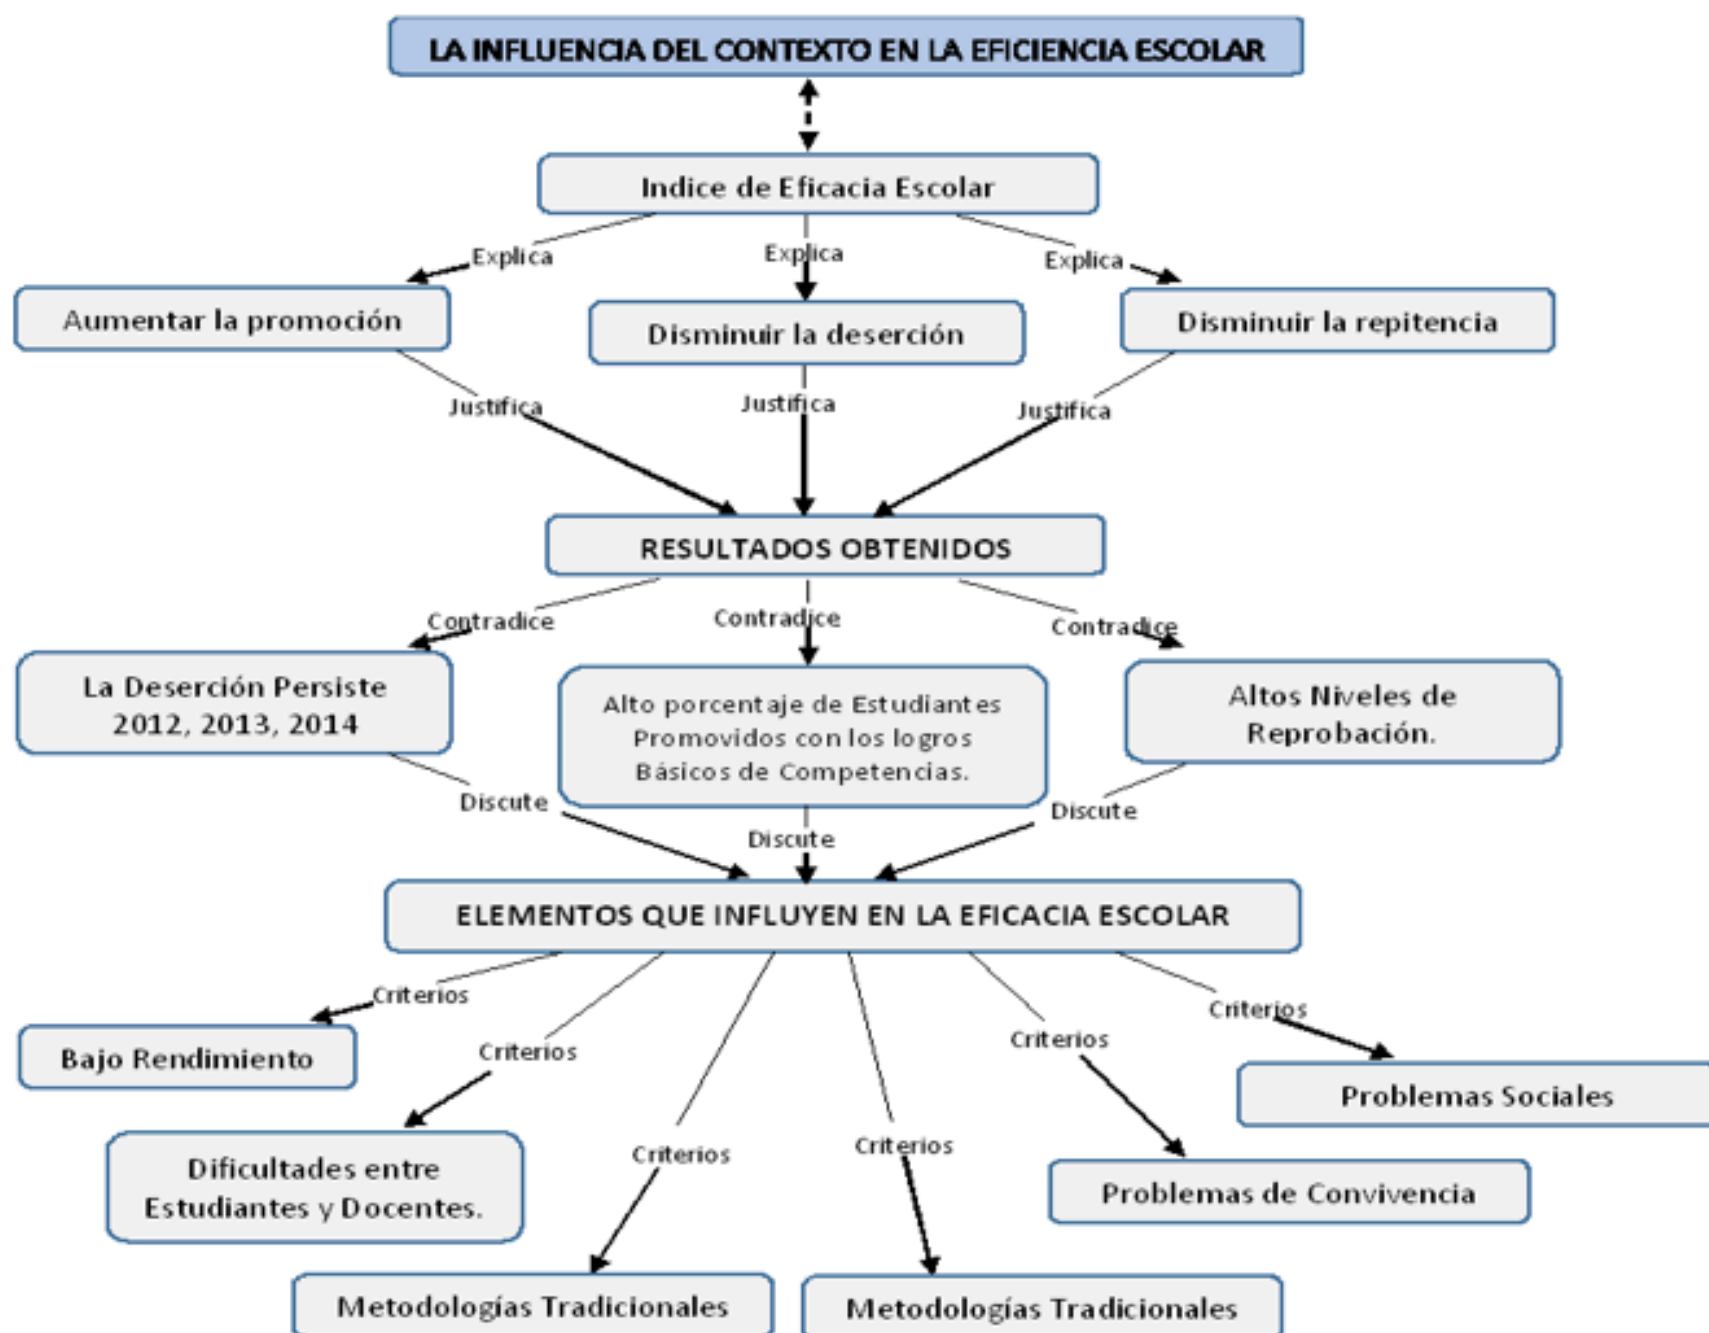 LA INFLUENCIA DEL CONTEXTO EN LA EFICIENCIA ESCOLAR
Indice de Eficacia Escolar
Explica
Explica
Explica
Aumentar la promoción
Disminuir la deserción
Disminuir la repitencia
Justifica
Justifica
Justifica
RESULTADOS OBTENIDOS
Contradice
Contradice
Contradice
La Deserción Persiste
2012, 2013, 2014
Alto porcentaje de Estudiantes
Promovidos con los logros
Básicos de Competencias.
Altos Niveles de
Reprobación.
Discute
Discute
Discute
ELEMENTOS QUE INFLUYEN EN LA EFICACIA ESCOLAR
Criterios
Criterios
Criterios
Criterios
Criterios
Criterios
Bajo Rendimiento
Dificultades entre
Estudiantes y Docentes.
Metodologías Tradicionales
Metodologías Tradicionales
Problemas de Convivencia
Problemas Sociales